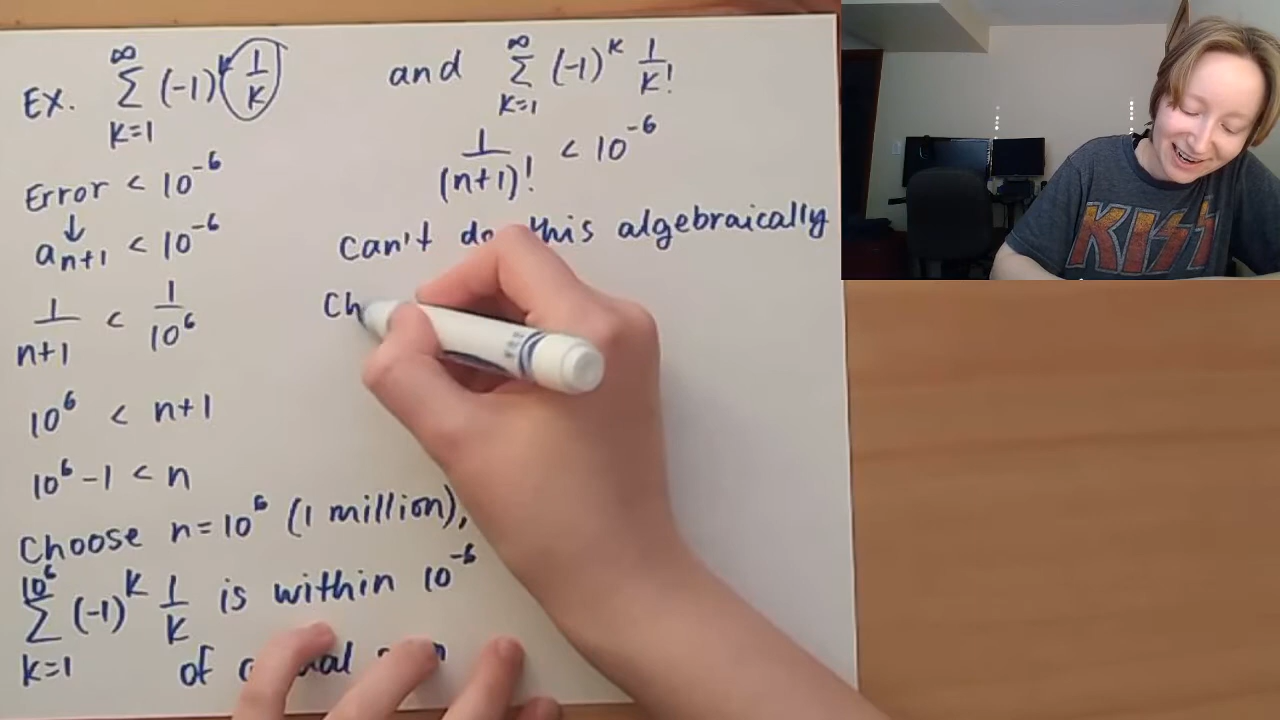 Ex. ∞ Σ k=1 (-1)^k 1/k and ∞ Σ k=1 (-1)^k 1/k!
Error < 10^-6
a_n+1 < 10^-6
1/n+1 < 1/10^6
10^6 < n+1
10^6 -1 < n
Choose n=10^6 (1 million),
10^6 Σ k=1 (-1)^k 1/k is within 10^-6
of
1/(n+1)! < 10^-6
can't do this algebraically
Ch
KISS